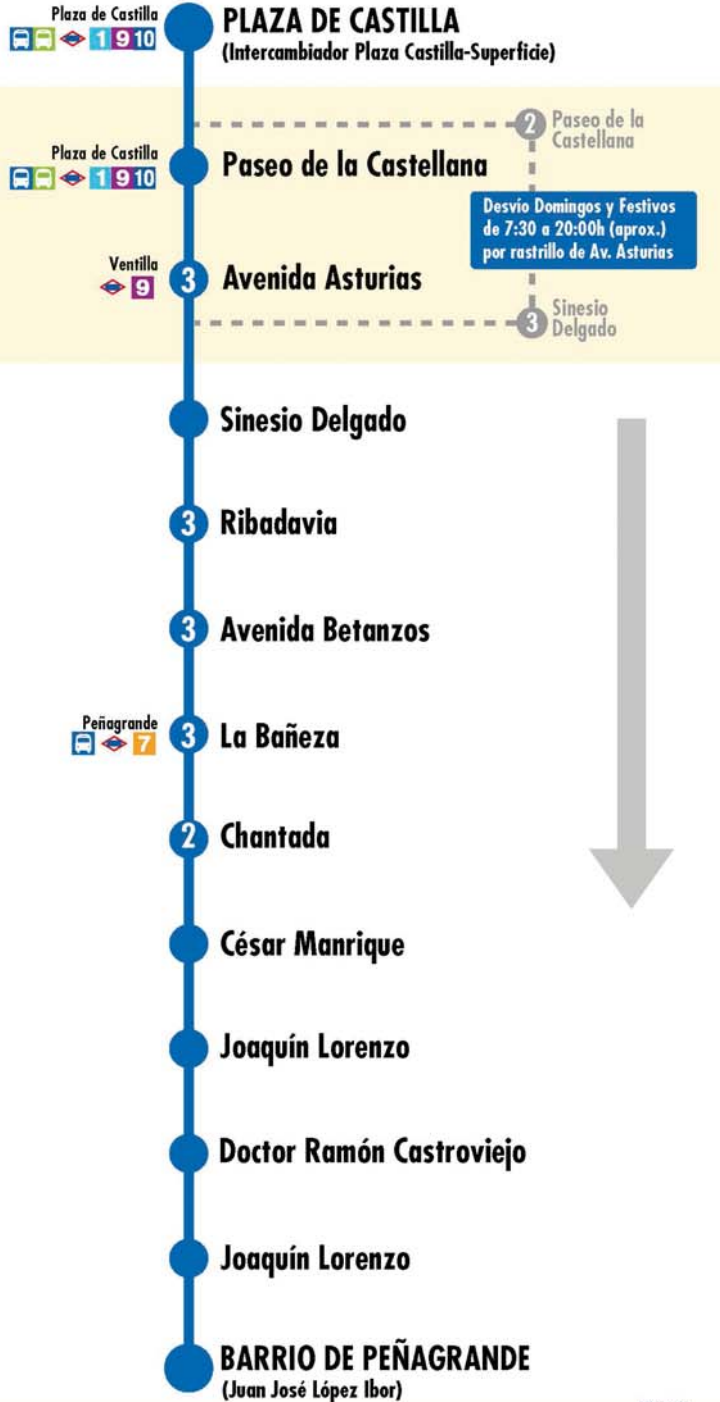 Plaza de Castilla
1 9 10
PLAZA DE CASTILLA
(Intercambiador Plaza Castilla-Superficie)
2 Paseo de la
Castellana
Plaza de Castilla
1 9 10
Paseo de la Castellana
Desvío Domingos y Festivos
de 7:30 a 20:00h (aprox.)
por rastrillo de Av. Asturias
Ventilla
9
3 Avenida Asturias
3 Sinesio
Delgado
Sinesio Delgado
3 Ribadavia
3 Avenida Betanzos
Peñagrande
7
3 La Bañeza
2 Chantada
César Manrique
Joaquín Lorenzo
Doctor Ramón Castroviejo
Joaquín Lorenzo
BARRIO DE PEÑAGRANDE
(Juan José López Ibor)